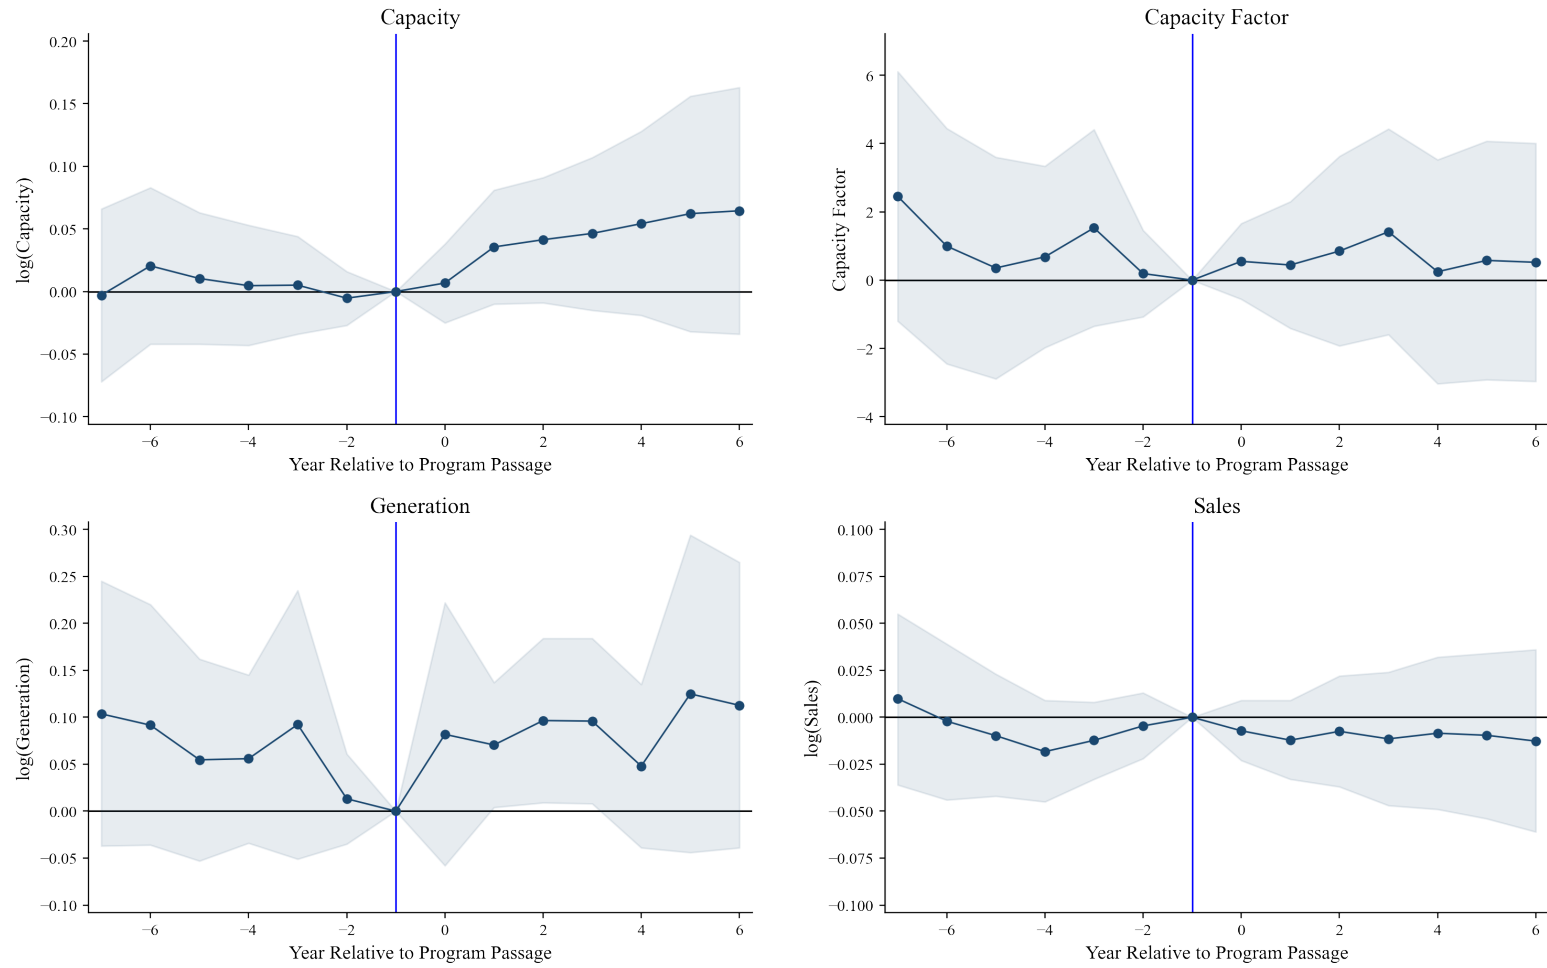 Capacity
0.20
0.15
0.10
0.05
0.00
−0.05
−0.10
log(Capacity)
−6 −4 −2 0 2 4 6
Year Relative to Program Passage
Capacity Factor
6
4
2
0
−2
−4
Capacity Factor
−6 −4 −2 0 2 4 6
Year Relative to Program Passage
Generation
0.30
0.25
0.20
0.15
0.10
0.05
0.00
−0.05
−0.10
log(Generation)
−6 −4 −2 0 2 4 6
Year Relative to Program Passage
Sales
0.100
0.075
0.050
0.025
0.000
−0.025
−0.050
−0.075
−0.100
log(Sales)
−6 −4 −2 0 2 4 6
Year Relative to Program Passage